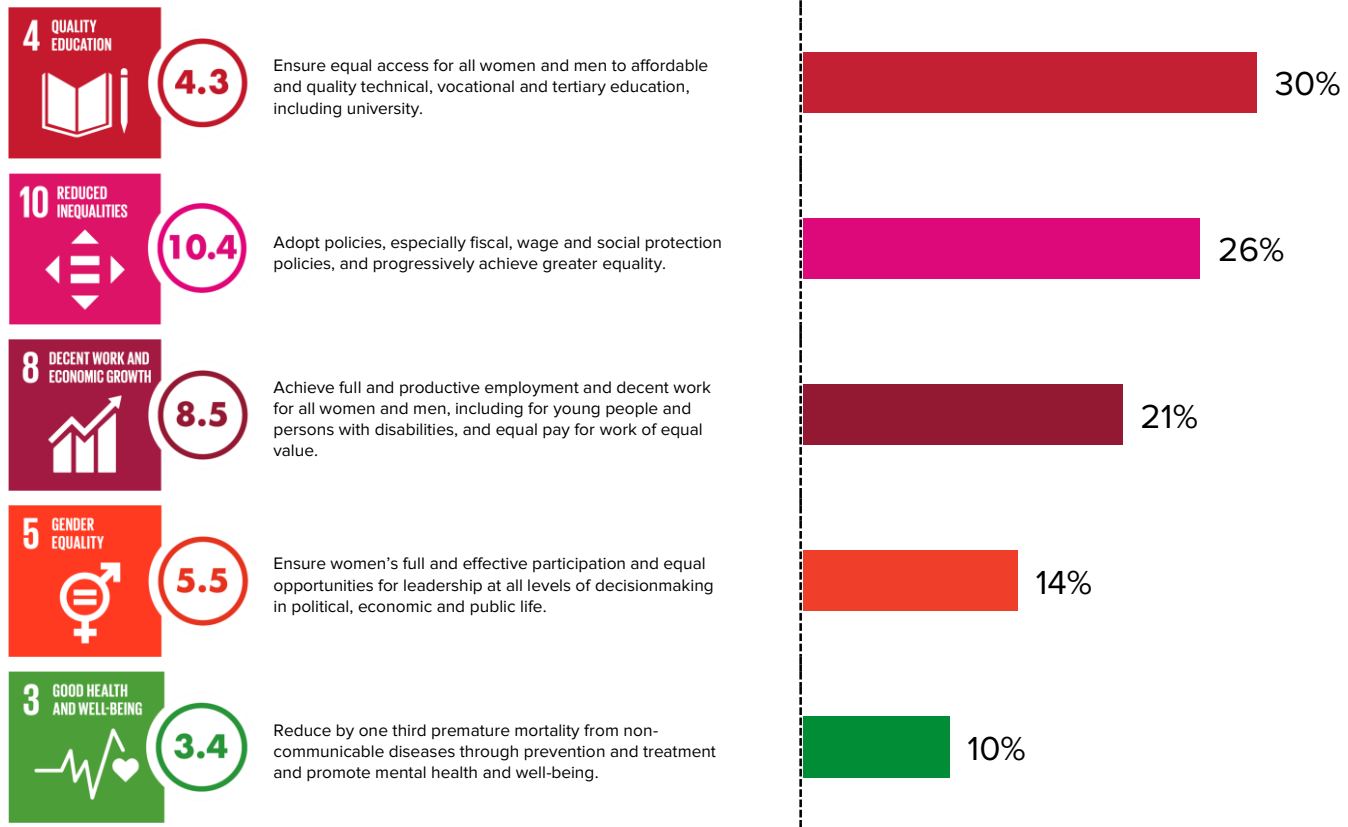 4 QUALITY
EDUCATION
4.3
Ensure equal access for all women and men to affordable
and quality technical, vocational and tertiary education,
including university.
30%
10 REDUCED
INEQUALITIES
10.4
Adopt policies, especially fiscal, wage and social protection
policies, and progressively achieve greater equality.
26%
8 DECENT WORK AND
ECONOMIC GROWTH
8.5
Achieve full and productive employment and decent work
for all women and men, including for young people and
persons with disabilities, and equal pay for work of equal
value.
21%
5 GENDER
EQUALITY
5.5
Ensure women’s full and effective participation and equal
opportunities for leadership at all levels of decisionmaking
in political, economic and public life.
14%
3 GOOD HEALTH
AND WELL-BEING
3.4
Reduce by one third premature mortality from non-
communicable diseases through prevention and treatment
and promote mental health and well-being.
10%